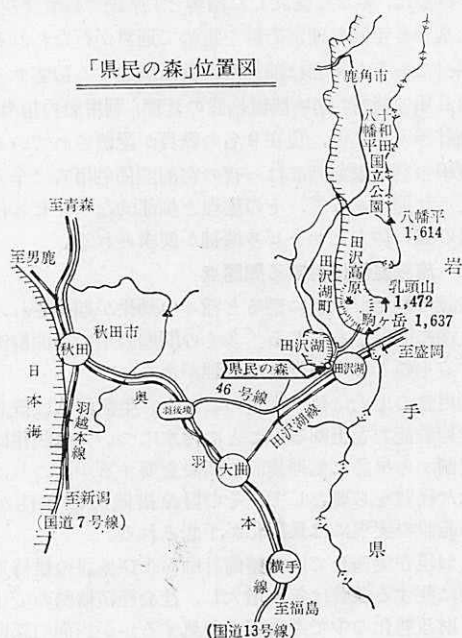 「県民の森」位置図
鹿角市
十和田
八幡平国立公園
八幡平
1,614
岩
至青森
至男鹿
田沢高原
田沢湖町
乳頭山
1,472
駒ヶ岳 1,637
秋田市
田沢湖
至盛岡
秋田
県民の森
田沢湖
日本海
羽越本線
奥
羽後境
46号線
田沢湖線
手
羽
大曲
至新潟
(国道7号線)
本
県
横手
線
至福島
(国道13号線)